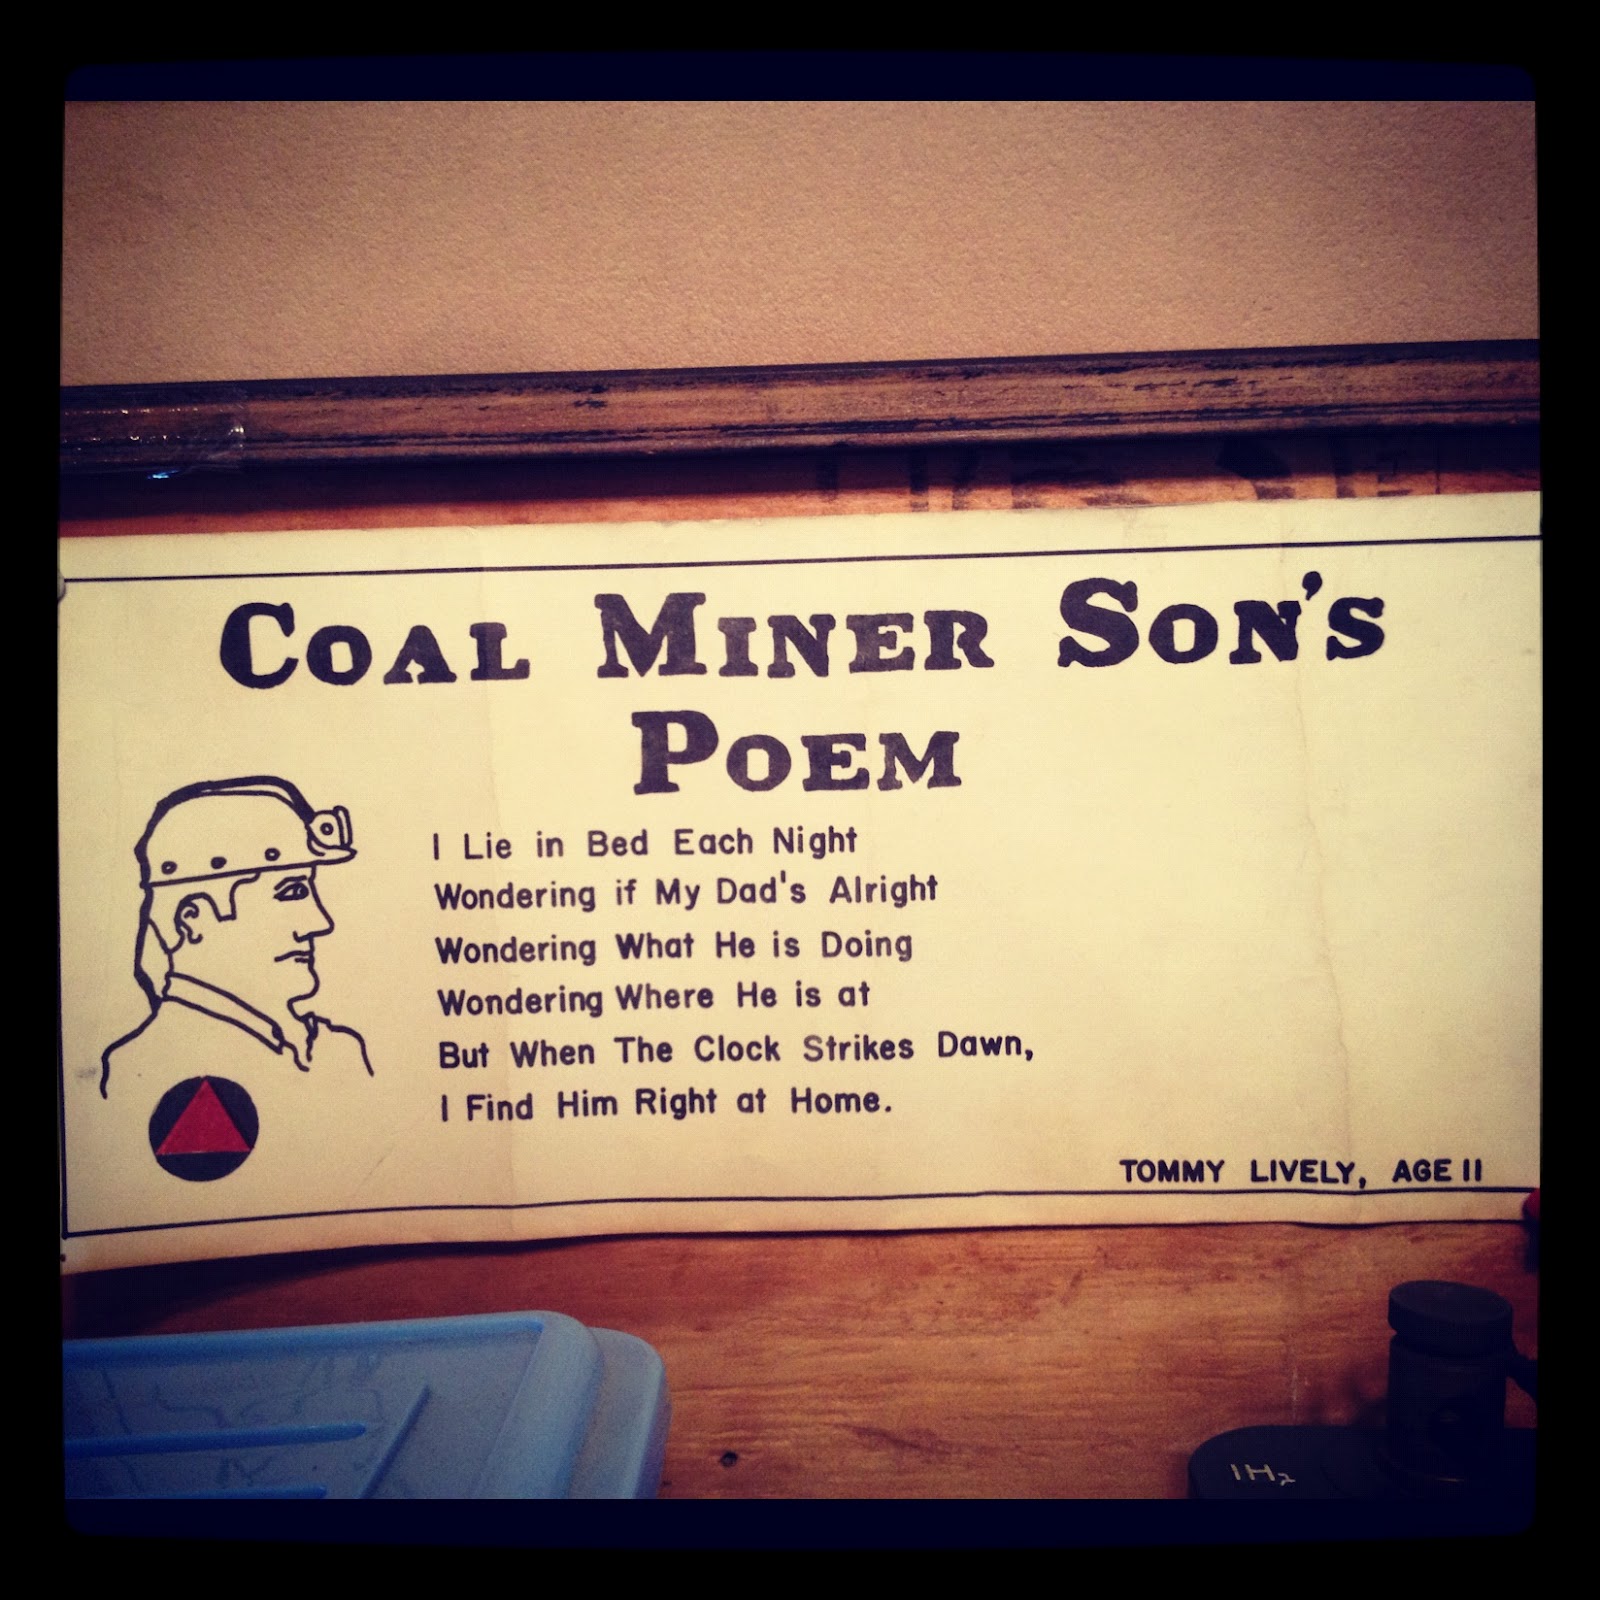 COAL MINER SON'S
POEM
I Lie in Bed Each Night
Wondering if My Dad's Alright
Wondering What He is Doing
Wondering Where He is at
But When The Clock Strikes Dawn,
I Find Him Right at Home.
TOMMY LIVELY, AGE 11
1H2